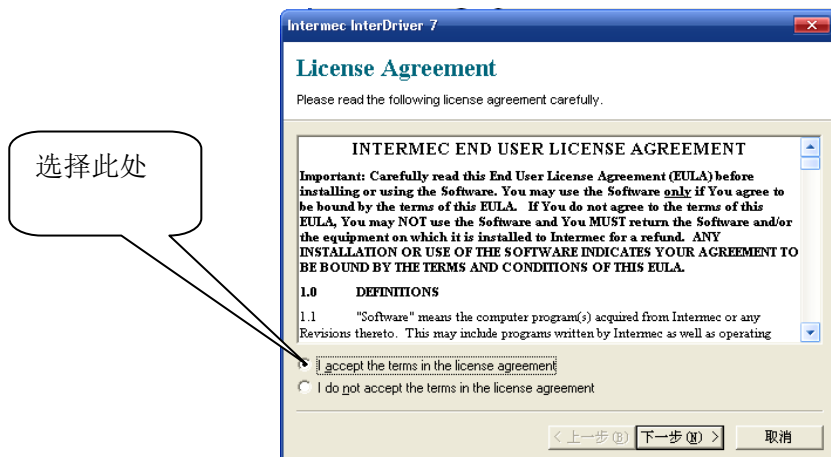 Intermec InterDriver 7
License Agreement
Please read the following license agreement carefully.
选择此处
INTERMEC END USER LICENSE AGREEMENT
Important: Carefully read this End User License Agreement (EULA) before
installing or using the Software. You may use the Software only if You agree to
be bound by the terms of this EULA. If You do not agree to the terms of this
EULA, You may NOT use the Software and You MUST return the Software and/or
the equipment on which it is installed to Intermec for a refund. ANY
INSTALLATION OR USE OF THE SOFTWARE INDICATES YOUR AGREEMENT TO
BE BOUND BY THE TERMS AND CONDITIONS OF THIS EULA.
1.0 DEFINITIONS
1.1 "Software" means the computer program(s) acquired from Intermec or any
Revisions thereto. This may include programs written by Intermec as well as operating
I accept the terms in the license agreement
I do not accept the terms in the license agreement
< 上一步(B) 下一步(N) > 取消